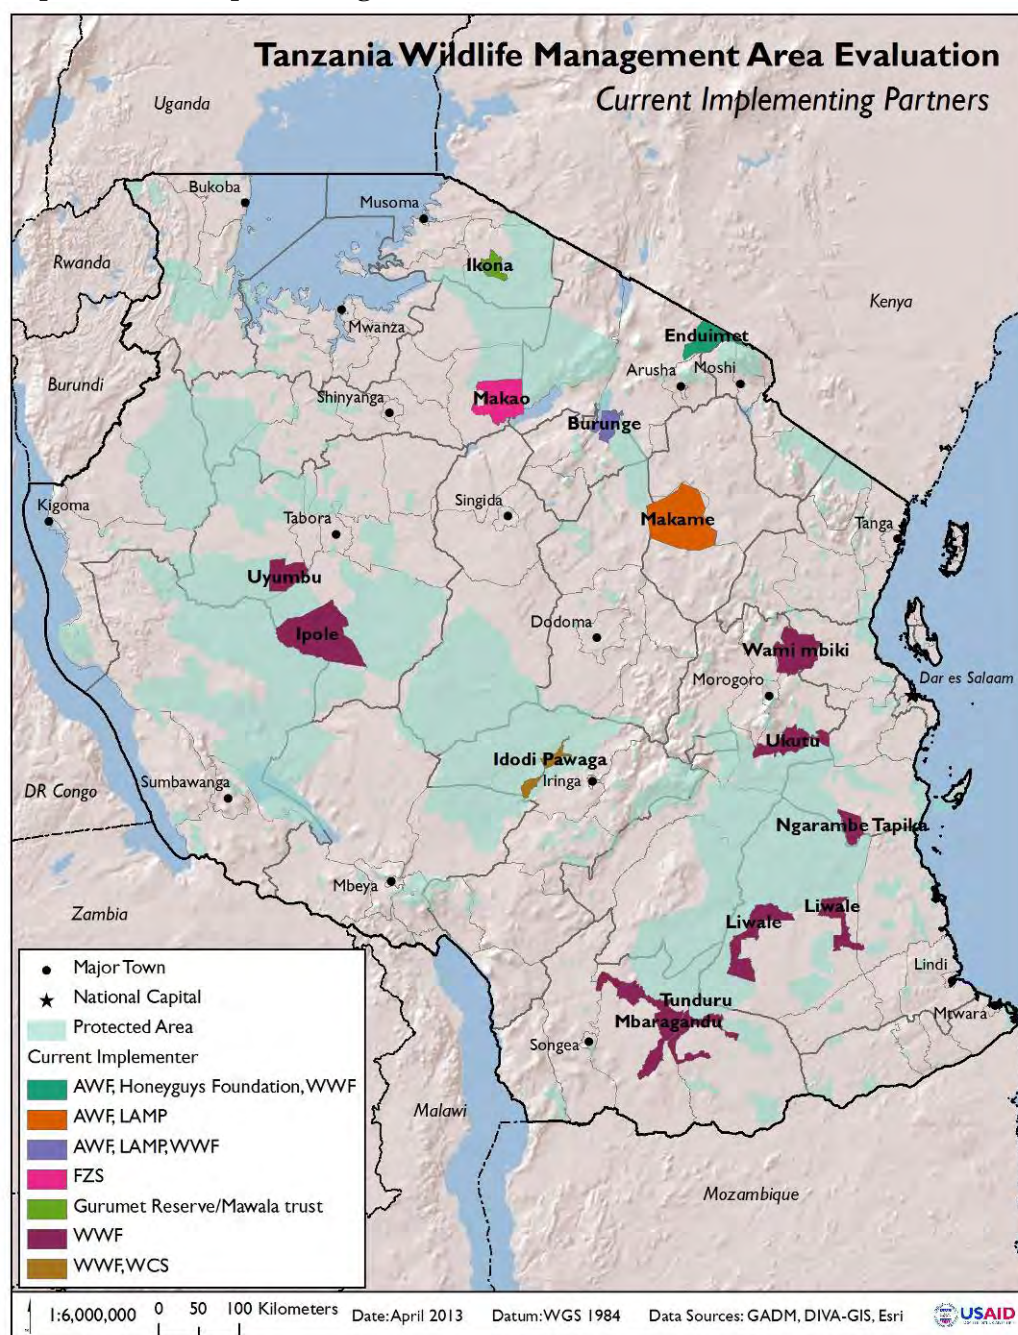 Tanzania Wildlife Management Area Evaluation
Current Implementing Partners
Uganda
Bukoba
Musoma
Rwanda
Ikona
Kenya
Mwanza
Enduimet
Burundi
Arusha
Moshi
Shinyanga
Makao
Burunge
Kigoma
Singida
Tabora
Makame
Tanga
Uyumbu
Ipole
Dodoma
Wami mbiki
Morogoro
Dar es Salaam
Ukutu
Idodi Pawaga
Iringa
DR Congo
Sumbawanga
Ngarambe Tapika
Mbeya
Zambia
Liwale
Liwale
Lindi
Tunduru
Mbaragandu
Mtwara
Songea
Malawi
Mozambique
Major Town
National Capital
Protected Area
Current Implementer
AWF, Honeyguys Foundation, WWF
AWF, LAMP
AWF, LAMP, WWF
FZS
Gurumet Reserve/Mawala trust
WWF
WWF, WCS
1:6,000,000 0 50 100 Kilometers Date: April 2013 Datum: WGS 1984 Data Sources: GADM, DIVA-GIS, Esri USAID